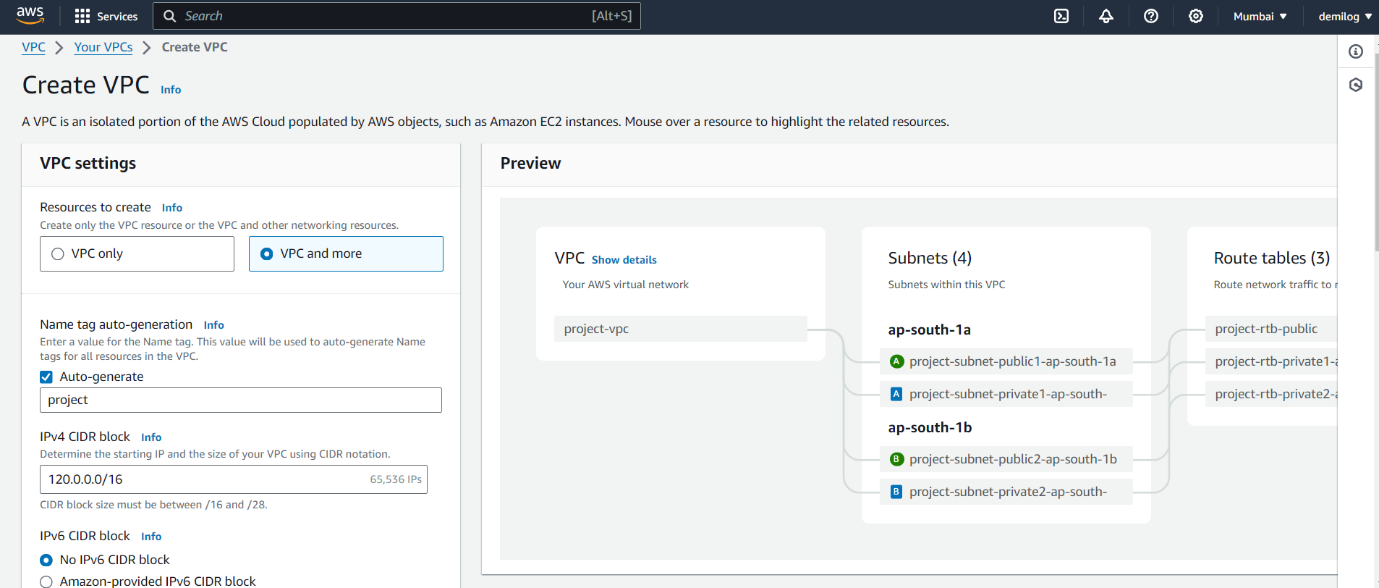 aws
Services
Search
[Alt+S]
Mumbai
demilog
VPC > Your VPCs > Create VPC
Create VPC Info
A VPC is an isolated portion of the AWS Cloud populated by AWS objects, such as Amazon EC2 instances. Mouse over a resource to highlight the related resources.
VPC settings
Resources to create Info
Create only the VPC resource or the VPC and other networking resources.
VPC only
VPC and more
Name tag auto-generation Info
Enter a value for the Name tag. This value will be used to auto-generate Name
tags for all resources in the VPC.
Auto-generate
project
IPv4 CIDR block Info
Determine the starting IP and the size of your VPC using CIDR notation.
120.0.0.0/16
65,536 IPs
CIDR block size must be between /16 and /28.
IPv6 CIDR block Info
No IPv6 CIDR block
Amazon-provided IPv6 CIDR block
Preview
VPC Show details
Your AWS virtual network
project-vpc
Subnets (4)
Subnets within this VPC
ap-south-1a
A project-subnet-public1-ap-south-1a
A project-subnet-private1-ap-south-
ap-south-1b
B project-subnet-public2-ap-south-1b
B project-subnet-private2-ap-south-
Route tables (3)
Route network traffic to
project-rtb-public
project-rtb-private1-a
project-rtb-private2-a